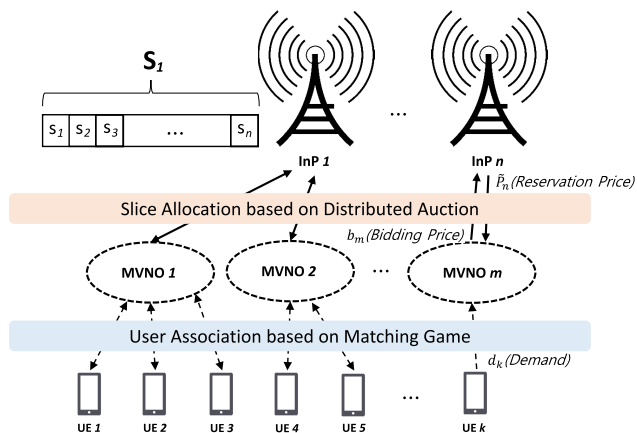 S1
s1 s2 s3 ... sn
...
InP 1
InP n
P̃n(Reservation Price)
Slice Allocation based on Distributed Auction
bm(Bidding Price)
MVNO 1
MVNO 2
...
MVNO m
User Association based on Matching Game
dk(Demand)
...
UE 1
UE 2
UE 3
UE 4
UE 5
UE k